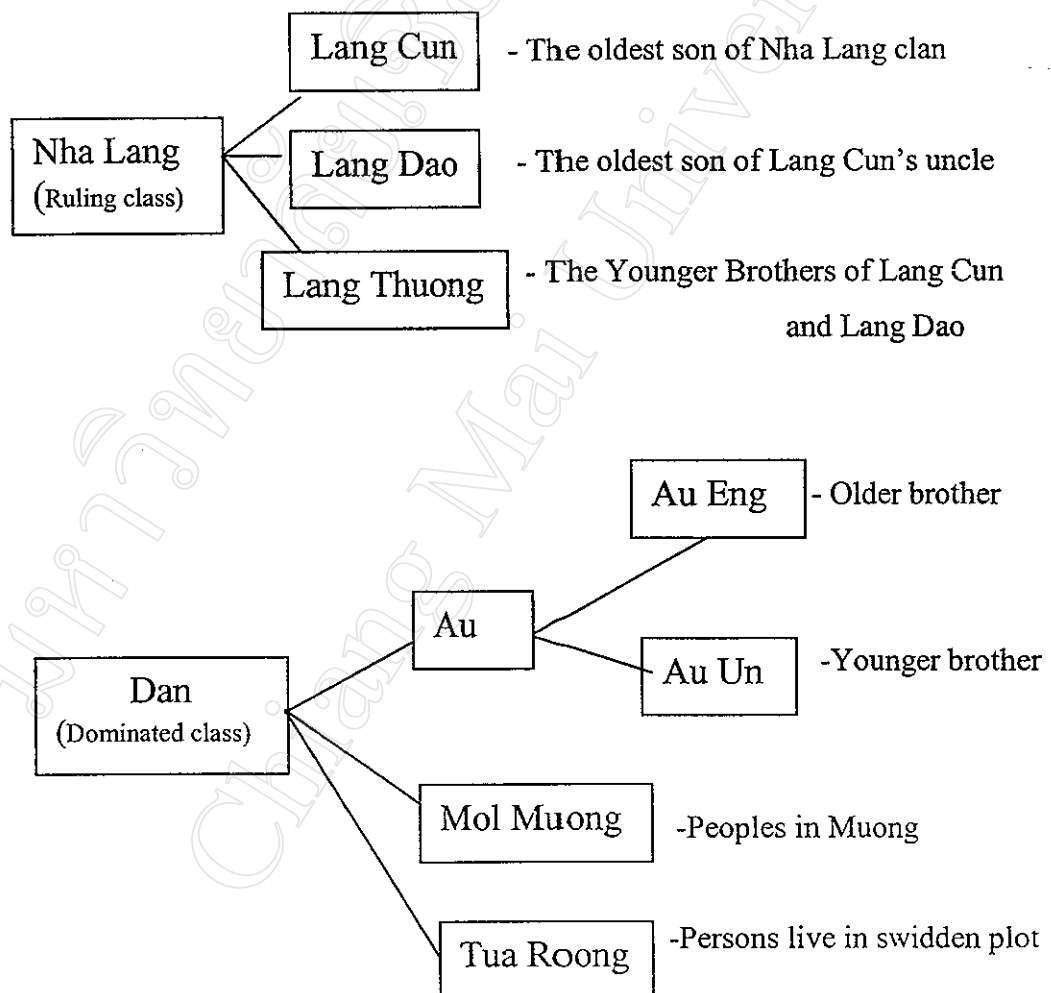 Lang Cun - The oldest son of Nha Lang clan
Nha Lang
(Ruling class)
Lang Dao - The oldest son of Lang Cun's uncle
Lang Thuong - The Younger Brothers of Lang Cun
and Lang Dao
Au Eng - Older brother
Au
Au Un -Younger brother
Dan
(Dominated class)
Mol Muong -Peoples in Muong
Tua Roong -Persons live in swidden plot
Chiang Mai Univer